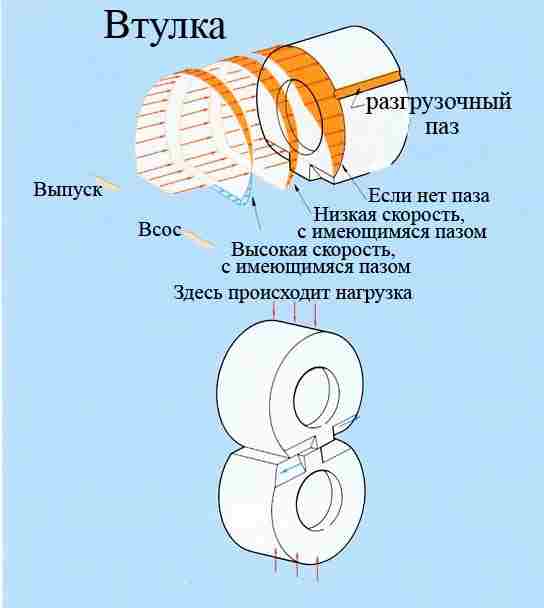 Втулка
разгрузочный
паз
Выпуск
Если нет паза
Низкая скорость,
с имеющимся пазом
Всос
Высокая скорость,
с имеющимся пазом
Здесь происходит нагрузка